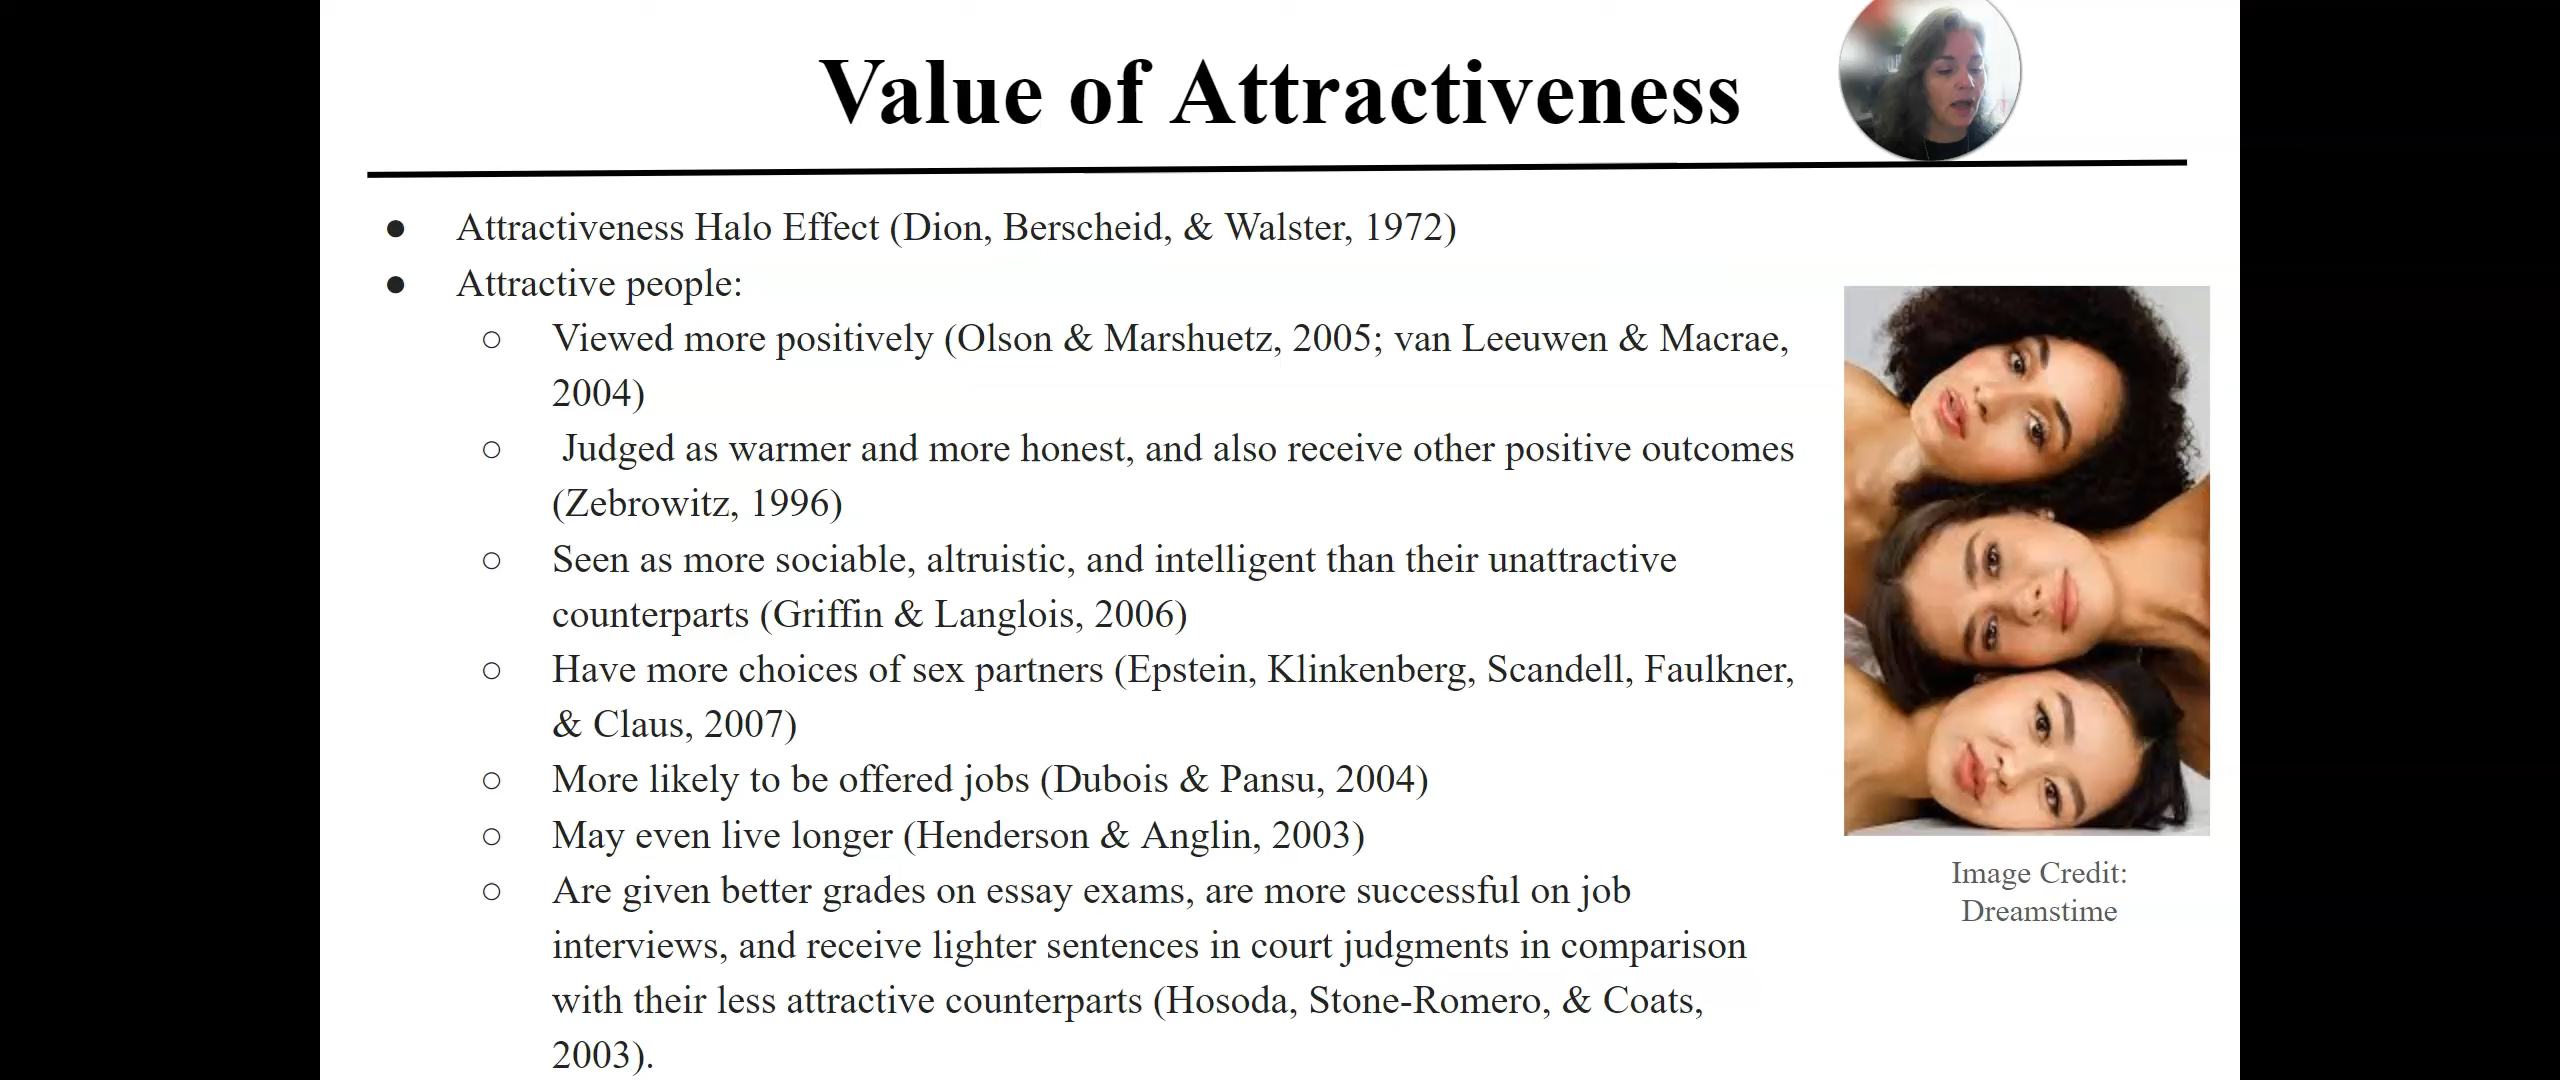 Value of Attractiveness
● Attractiveness Halo Effect (Dion, Berscheid, & Walster, 1972)
● Attractive people:
○ Viewed more positively (Olson & Marshuetz, 2005; van Leeuwen & Macrae,
2004)
○ Judged as warmer and more honest, and also receive other positive outcomes
(Zebrowitz, 1996)
○ Seen as more sociable, altruistic, and intelligent than their unattractive
counterparts (Griffin & Langlois, 2006)
○ Have more choices of sex partners (Epstein, Klinkenberg, Scandell, Faulkner,
& Claus, 2007)
○ More likely to be offered jobs (Dubois & Pansu, 2004)
○ May even live longer (Henderson & Anglin, 2003)
○ Are given better grades on essay exams, are more successful on job
interviews, and receive lighter sentences in court judgments in comparison
with their less attractive counterparts (Hosoda, Stone-Romero, & Coats,
2003).
Image Credit:
Dreamstime